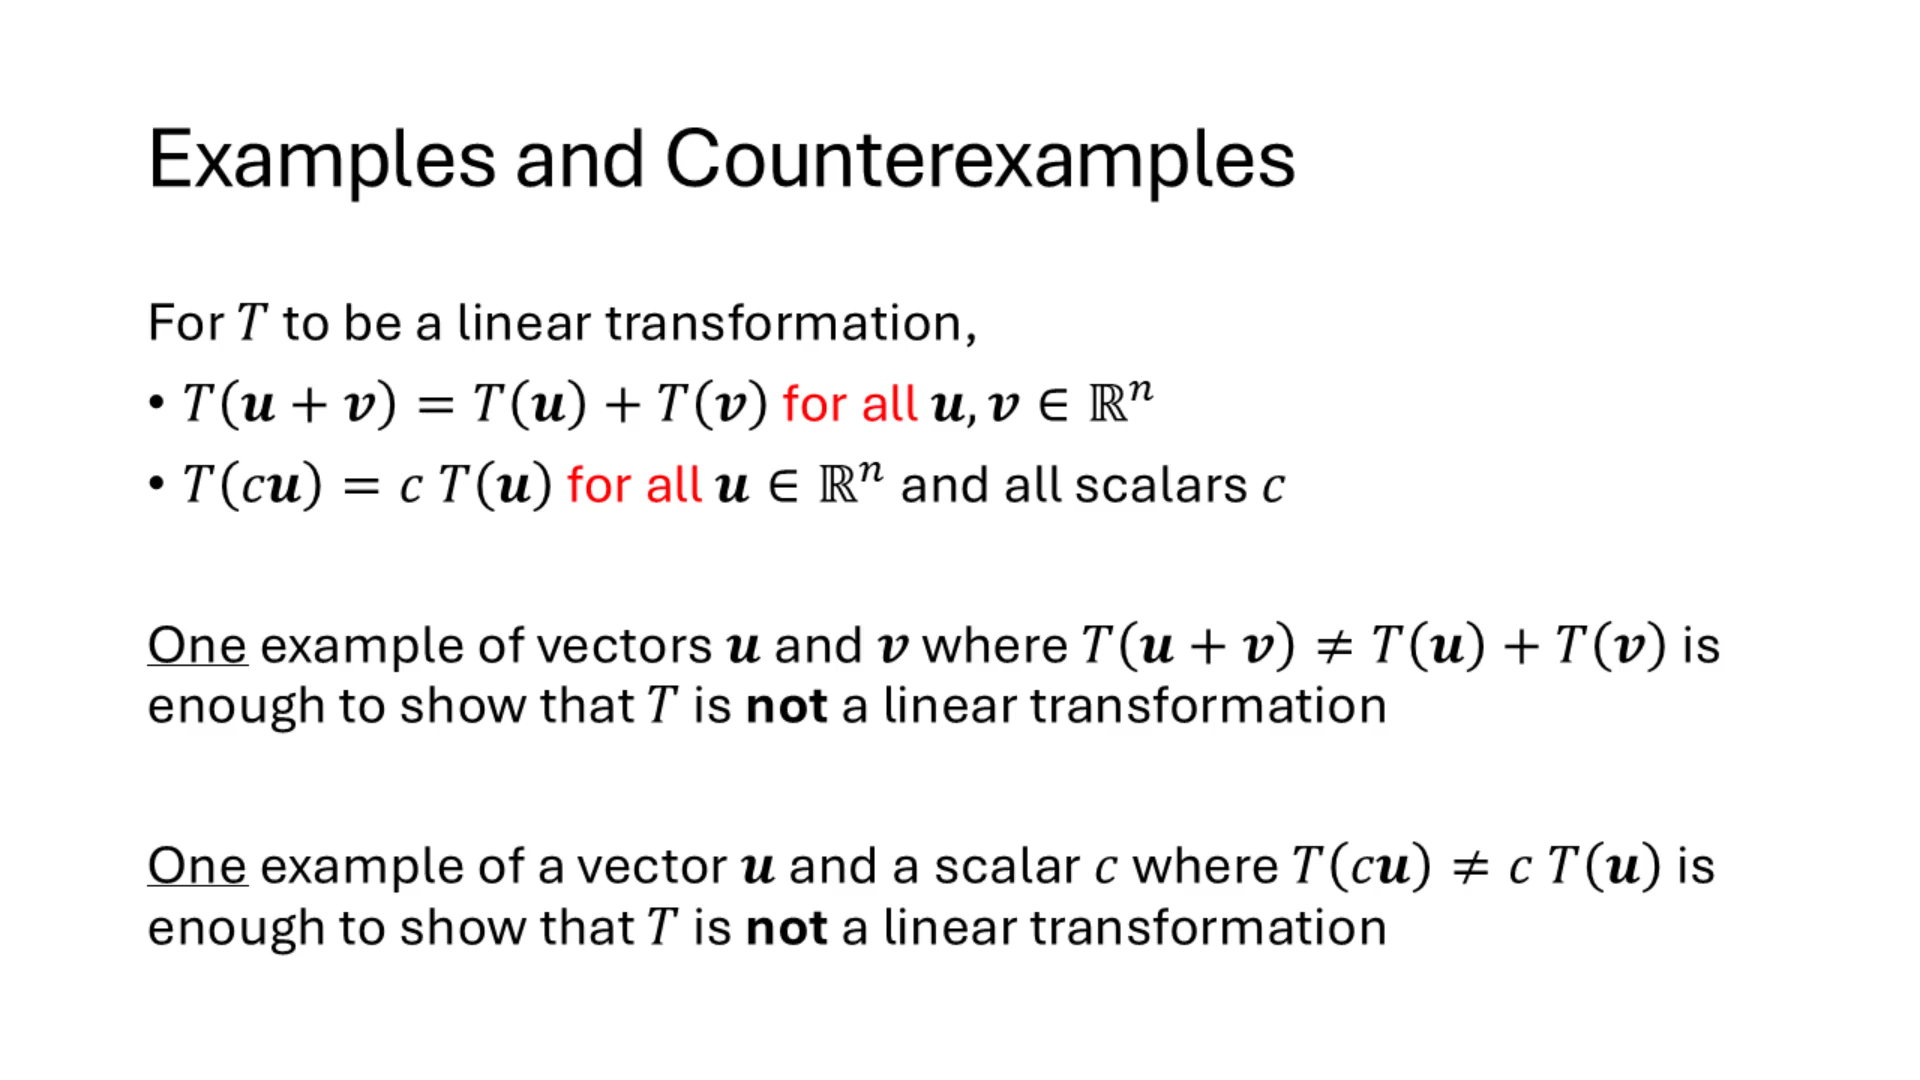 Examples and Counterexamples
For T to be a linear transformation,
• T(u + v) = T(u) + T(v) for all u, v ∈ ℝⁿ
• T(cu) = c T(u) for all u ∈ ℝⁿ and all scalars c
One example of vectors u and v where T(u + v) ≠ T(u) + T(v) is
enough to show that T is not a linear transformation
One example of a vector u and a scalar c where T(cu) ≠ c T(u) is
enough to show that T is not a linear transformation